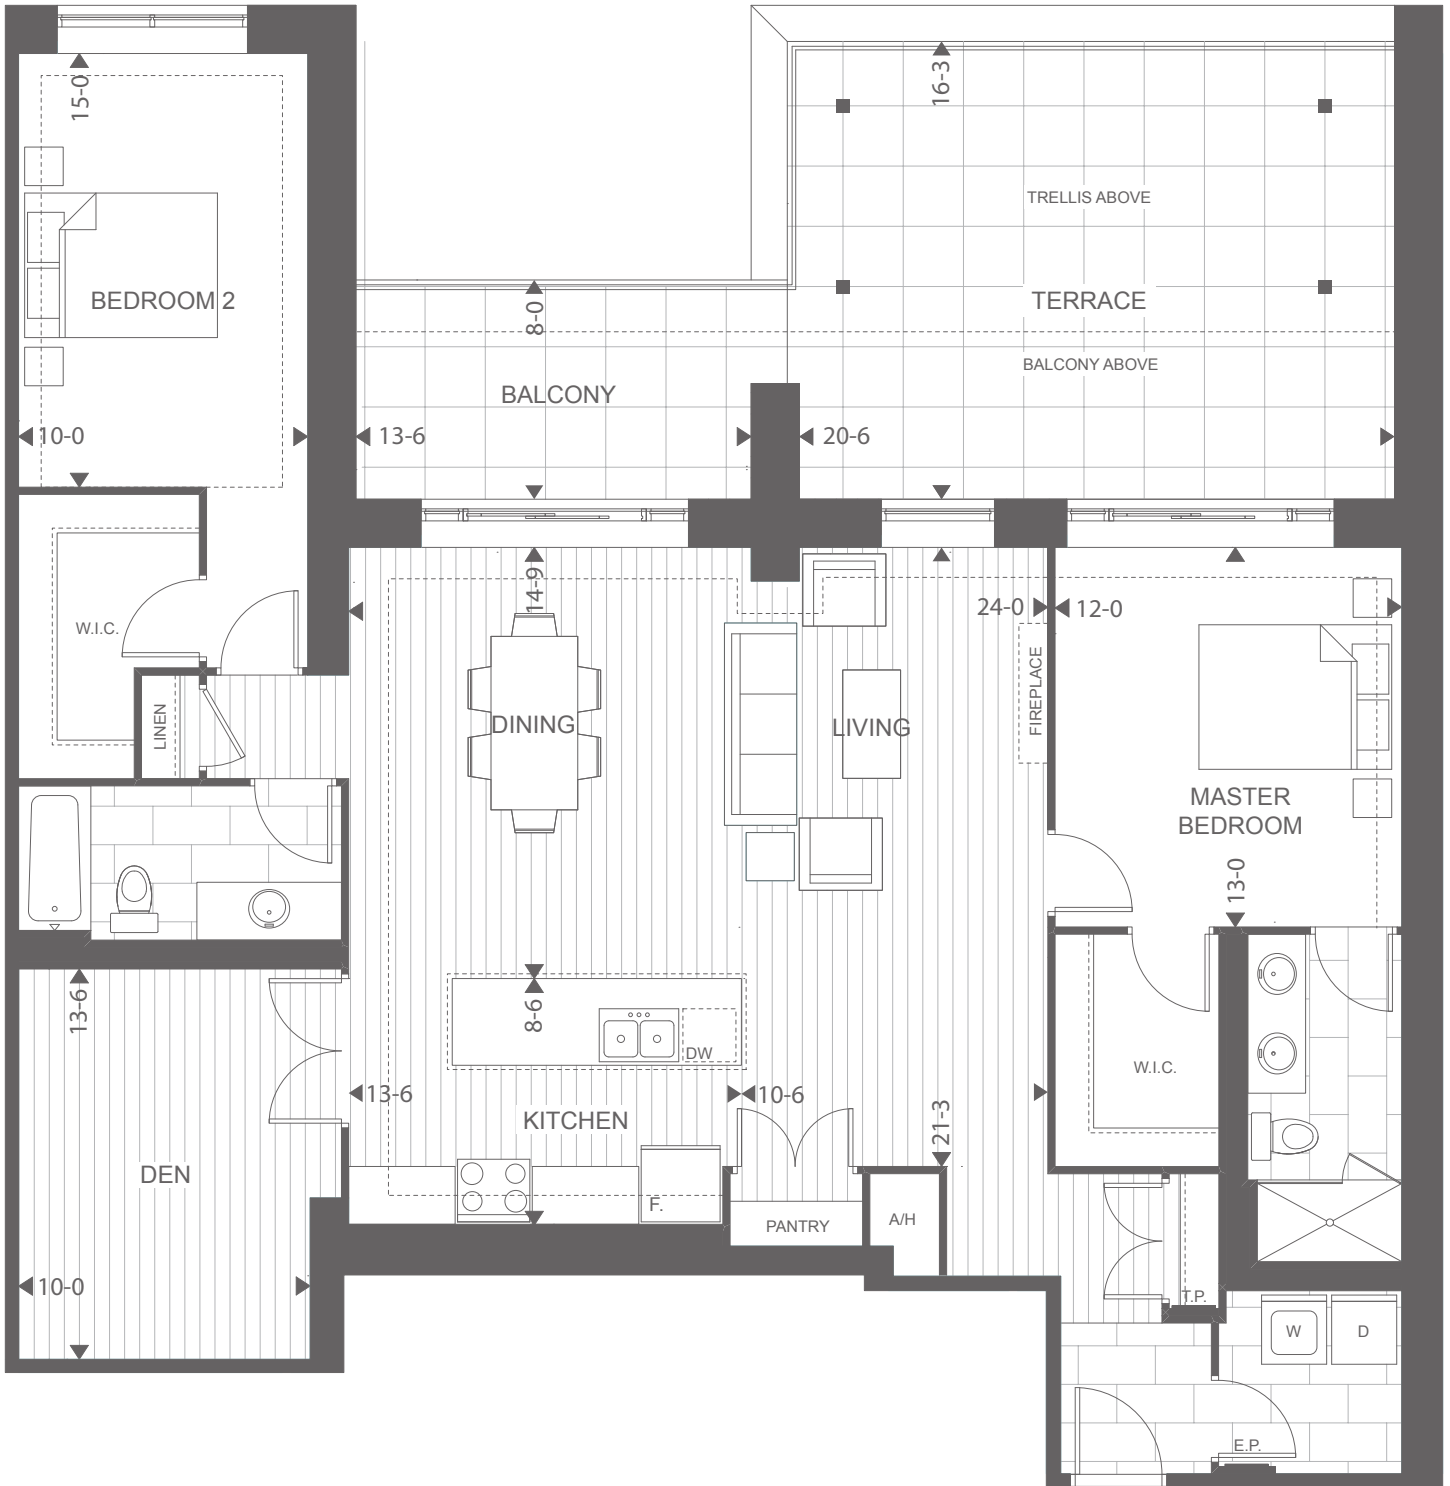 15-0
16-3
TRELLIS ABOVE
BEDROOM 2
8-0
TERRACE
BALCONY ABOVE
BALCONY
10-0
13-6
20-6
14-9
24-0
12-0
W.I.C.
FIREPLACE
LINEN
DINING
LIVING
MASTER
BEDROOM
13-0
13-6
8-6
DW
W.I.C.
13-6
10-6
21-3
KITCHEN
DEN
F.
PANTRY
A/H
10-0
T.P.
W
D
E.P.